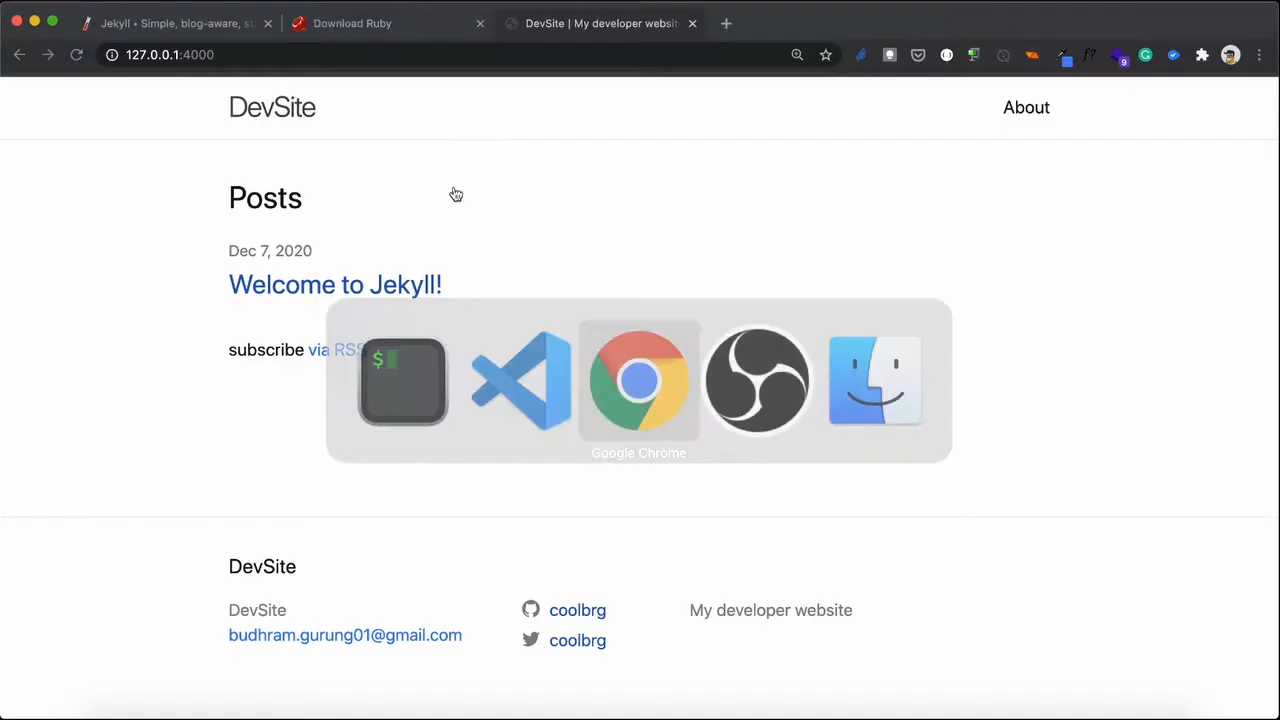 Jekyll • Simple, blog-aware, st
Download Ruby
DevSite | My developer websit
127.0.0.1:4000
f?
9
DevSite
About
Posts
Dec 7, 2020
Welcome to Jekyll!
subscribe via RSS
$
Google Chrome
DevSite
DevSite
coolbrg
My developer website
budhram.gurung01@gmail.com
coolbrg